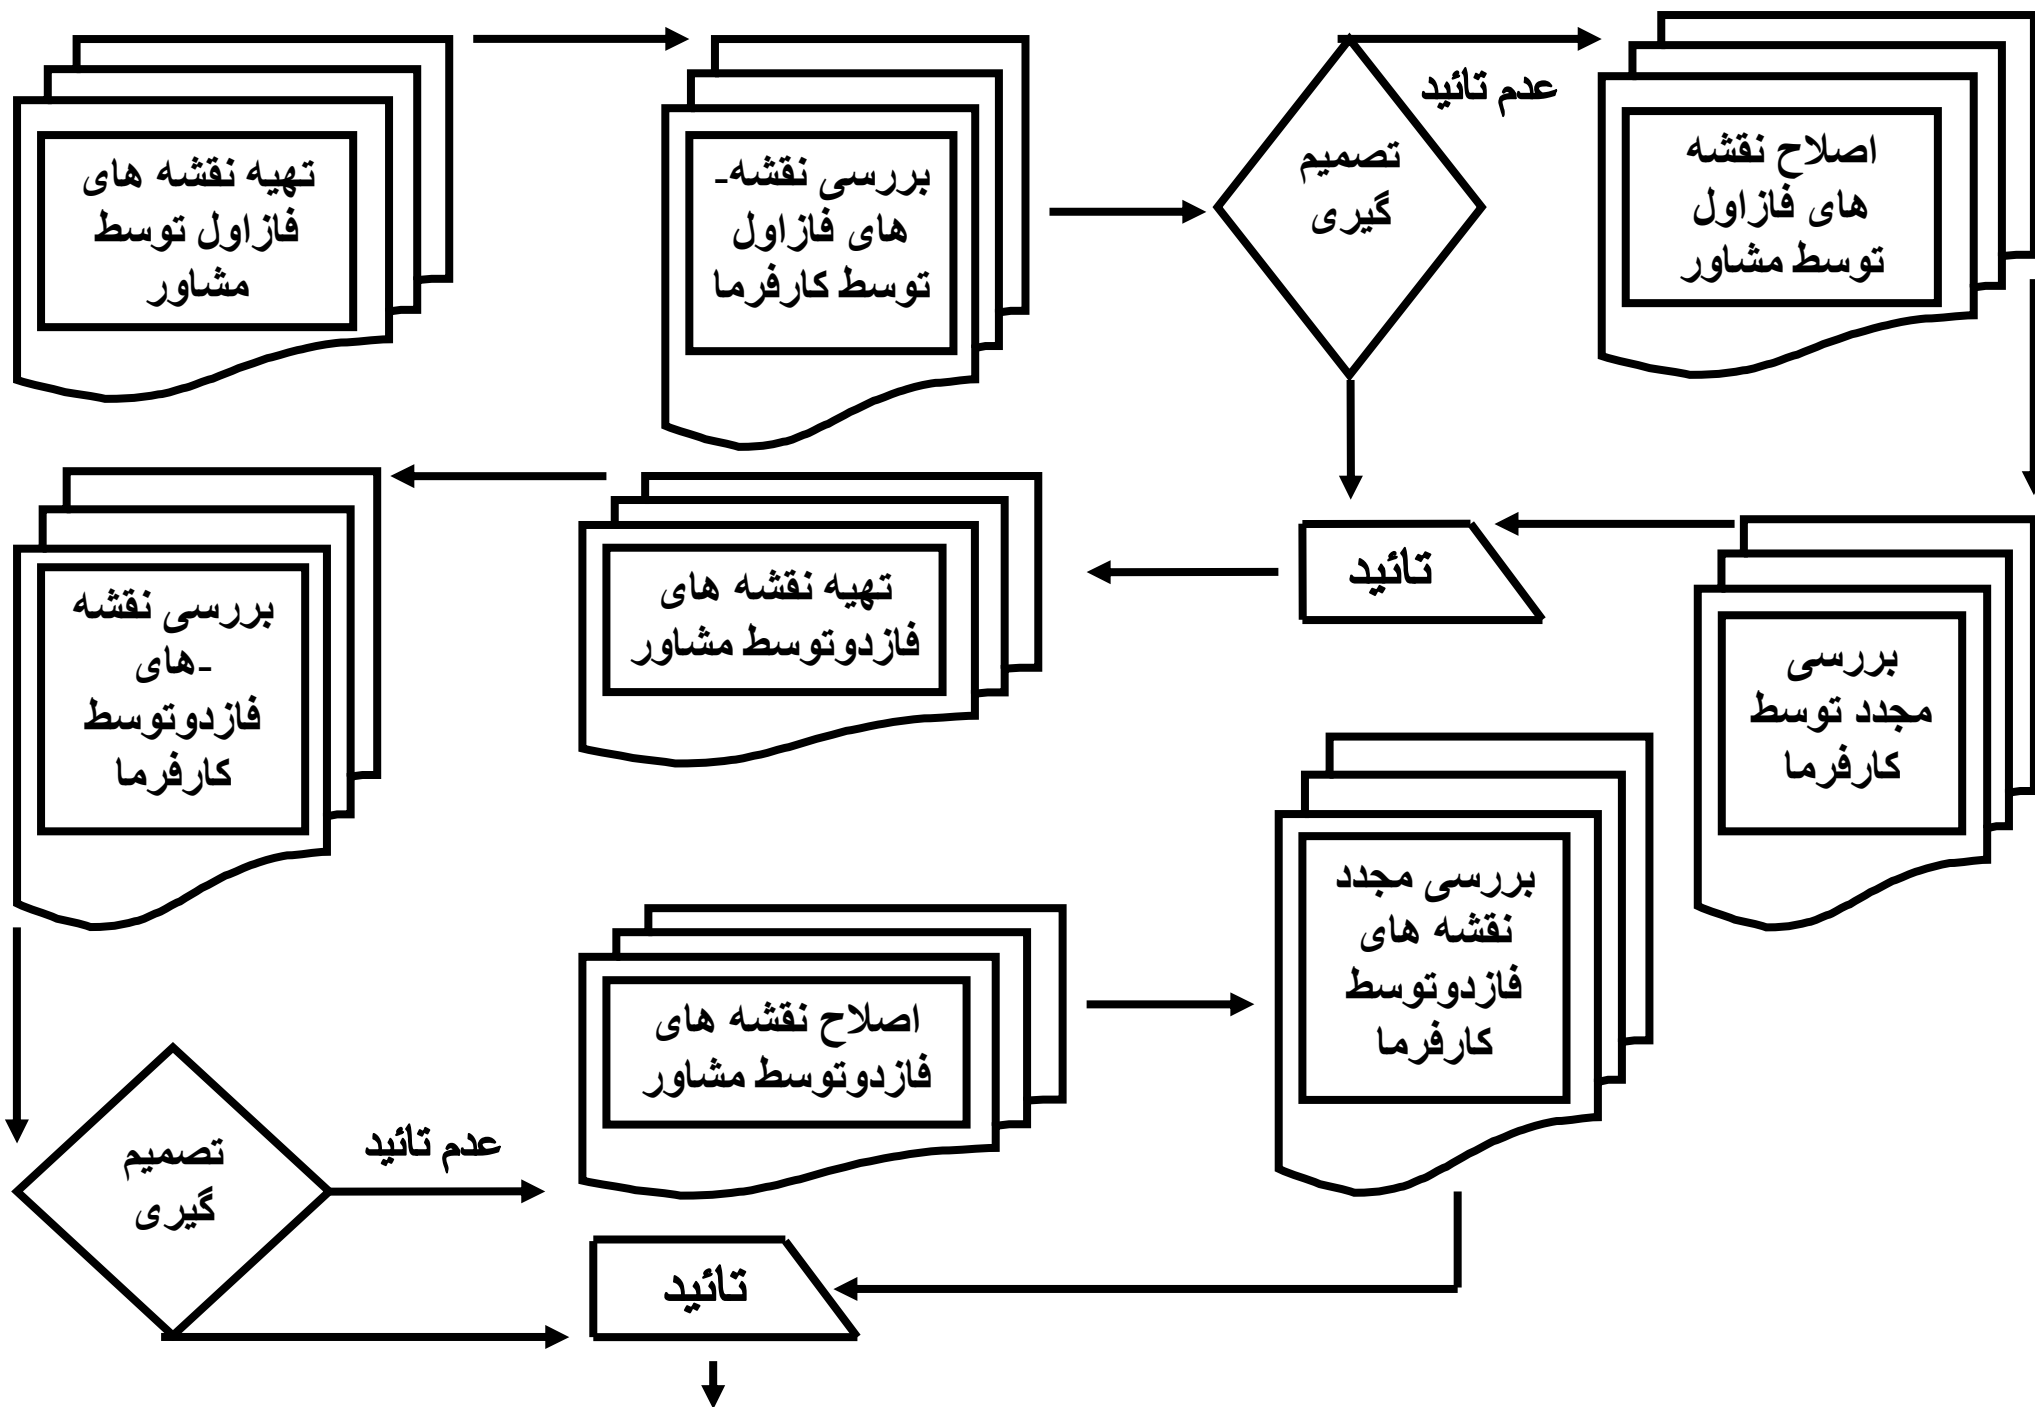 تهیه نقشه های
فازاول توسط
مشاور
بررسی نقشه-
های فازاول
توسط کارفرما
تصمیم
گیری
عدم تائید
اصلاح نقشه
های فازاول
توسط مشاور
بررسی
مجدد توسط
کارفرما
تائید
تهیه نقشه های
فازدوتوسط مشاور
بررسی نقشه
-های
فازدوتوسط
کارفرما
تصمیم
گیری
عدم تائید
اصلاح نقشه های
فازدوتوسط مشاور
بررسی مجدد
نقشه های
فازدوتوسط
کارفرما
تائید